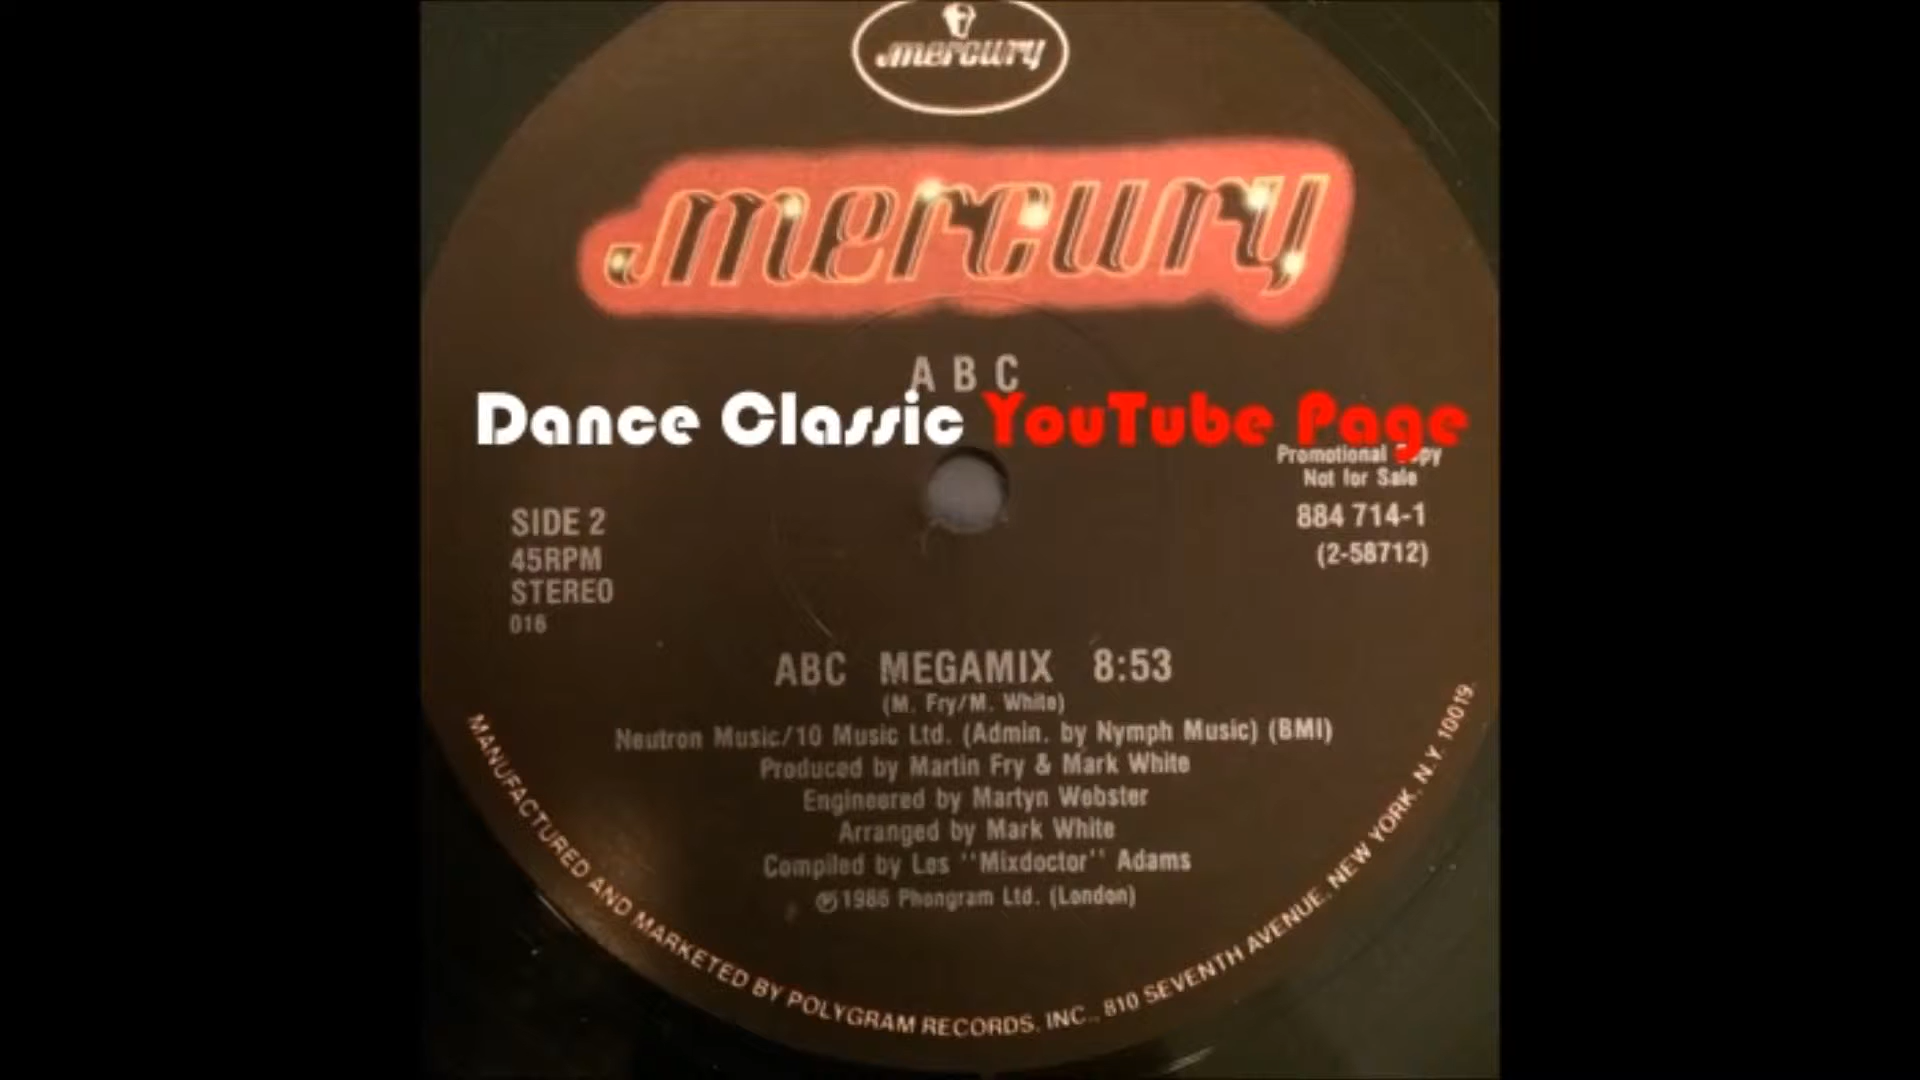 mercury
mercury
A B C
Dance Classic YouTube Page
Promotional Copy
Not for Sale
884 714-1
(2-58712)
SIDE 2
45RPM
STEREO
016
ABC MEGAMIX 8:53
(M. Fry/M. White)
Neutron Music/10 Music Ltd. (Admin. by Nymph Music) (BMI)
Produced by Martin Fry & Mark White
Engineered by Martyn Webster
Arranged by Mark White
Compiled by Les "Mixdoctor" Adams
℗1986 Phongram Ltd. (London)
MANUFACTURED AND MARKETED BY POLYGRAM RECORDS, INC., 810 SEVENTH AVENUE, NEW YORK, N.Y. 10019.